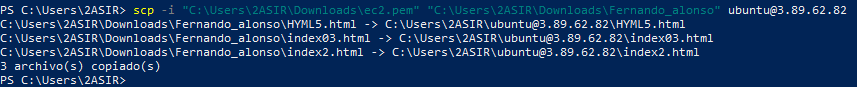 PS C:\Users\2ASIR> scp -i "C:\Users\2ASIR\Downloads\ec2.pem" "C:\Users\2ASIR\Downloads\Fernando_alonso" ubuntu@3.89.62.82
C:\Users\2ASIR\Downloads\Fernando_alonso\HYML5.html -> C:\Users\2ASIR\ubuntu@3.89.62.82\HYML5.html
C:\Users\2ASIR\Downloads\Fernando_alonso\index03.html -> C:\Users\2ASIR\ubuntu@3.89.62.82\index03.html
C:\Users\2ASIR\Downloads\Fernando_alonso\index2.html -> C:\Users\2ASIR\ubuntu@3.89.62.82\index2.html
3 archivo(s) copiado(s)
PS C:\Users\2ASIR>